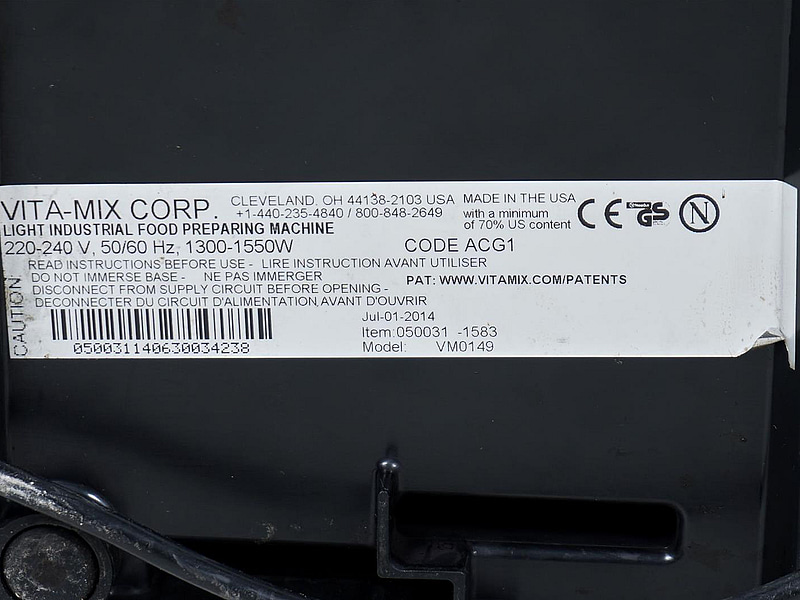 VITA-MIX CORP.
CLEVELAND, OH 44138-2103 USA
+1-440-235-4840 / 800-848-2649
MADE IN THE USA
with a minimum
of 70% US content
CE
GS
N
LIGHT INDUSTRIAL FOOD PREPARING MACHINE
220-240 V, 50/60 Hz, 1300-1550W
CODE ACG1
CAUTION
READ INSTRUCTIONS BEFORE USE - LIRE INSTRUCTION AVANT UTILISER
DO NOT IMMERSE BASE - NE PAS IMMERGER
DISCONNECT FROM SUPPLY CIRCUIT BEFORE OPENING -
DECONNECTER DU CIRCUIT D'ALIMENTATION AVANT D'OUVRIR
PAT: WWW.VITAMIX.COM/PATENTS
Jul-01-2014
Item:050031 -1583
Model: VM0149
050031140630034238